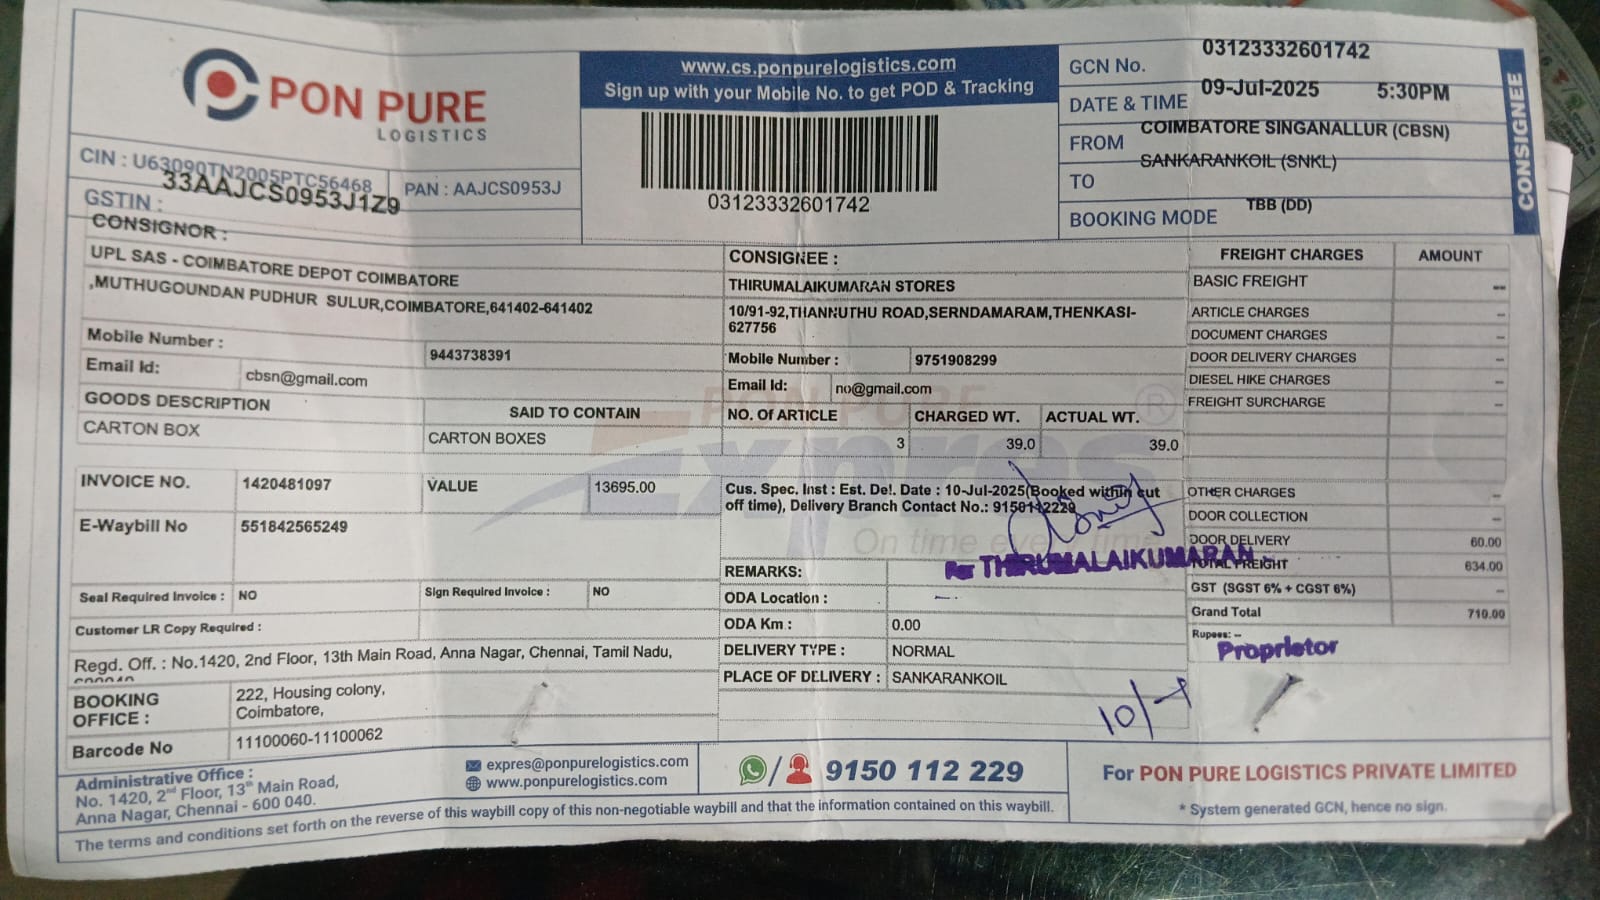 PON PURE
LOGISTICS
CIN : U63090TN2005PTC56468
PAN : AAJCS0953J
33AAJCS0953J1Z9
GSTIN :
www.cs.ponpurelogistics.com
Sign up with your Mobile No. to get POD & Tracking
03123332601742
GCN No. 03123332601742
DATE & TIME 09-Jul-2025 5:30PM
FROM COIMBATORE SINGANALLUR (CBSN)
TO SANKARANKOIL (SNKL)
BOOKING MODE TBB (DD)
CONSIGNEE
CONSIGNOR :
UPL SAS - COIMBATORE DEPOT COIMBATORE
,MUTHUGOUNDAN PUDHUR SULUR,COIMBATORE,641402-641402
Mobile Number : 9443738391
Email Id: cbsn@gmail.com
CONSIGNEE :
THIRUMALAIKUMARAN STORES
10/91-92,THANNUTHU ROAD,SERNDAMARAM,THENKASI-
627756
Mobile Number : 9751908299
Email Id: no@gmail.com
GOODS DESCRIPTION SAID TO CONTAIN NO. Of ARTICLE CHARGED WT. ACTUAL WT.
CARTON BOX CARTON BOXES 3 39.0 39.0
PON PURE
Expres
On time every time
®
INVOICE NO. 1420481097 VALUE 13695.00
E-Waybill No 551842565249
Seal Required Invoice : NO Sign Required Invoice : NO
Customer LR Copy Required :
Regd. Off. : No.1420, 2nd Floor, 13th Main Road, Anna Nagar, Chennai, Tamil Nadu,
BOOKING 222, Housing colony,
OFFICE : Coimbatore,
Barcode No 11100060-11100062
Cus. Spec. Inst : Est. Del. Date : 10-Jul-2025(Booked within cut
off time), Delivery Branch Contact No.: 9150112229
For THIRUMALAIKUMARAN
REMARKS:
ODA Location : --
ODA Km : 0.00
DELIVERY TYPE : NORMAL
PLACE OF DELIVERY : SANKARANKOIL
FREIGHT CHARGES AMOUNT
BASIC FREIGHT --
ARTICLE CHARGES --
DOCUMENT CHARGES --
DOOR DELIVERY CHARGES --
DIESEL HIKE CHARGES --
FREIGHT SURCHARGE --
OTHER CHARGES --
DOOR COLLECTION --
DOOR DELIVERY 60.00
TOTAL FREIGHT 634.00
GST (SGST 6% + CGST 6%) --
Grand Total 710.00
Rupees: --
Proprietor
Administrative Office :
No. 1420, 2nd Floor, 13th Main Road,
Anna Nagar, Chennai - 600 040.
expres@ponpurelogistics.com
www.ponpurelogistics.com
/ 9150 112 229
For PON PURE LOGISTICS PRIVATE LIMITED
* System generated GCN, hence no sign.
The terms and conditions set forth on the reverse of this waybill copy of this non-negotiable waybill and that the information contained on this waybill.